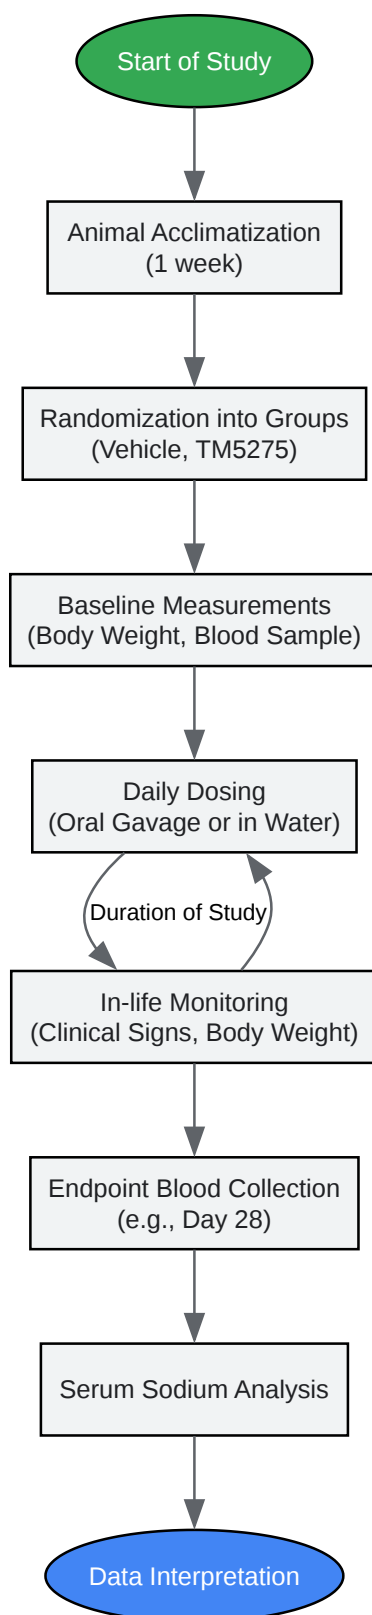 Start of Study
Animal Acclimatization
(1 week)
Randomization into Groups
(Vehicle, TM5275)
Baseline Measurements
(Body Weight, Blood Sample)
Daily Dosing
(Oral Gavage or in Water)
Duration of Study
In-life Monitoring
(Clinical Signs, Body Weight)
Endpoint Blood Collection
(e.g., Day 28)
Serum Sodium Analysis
Data Interpretation